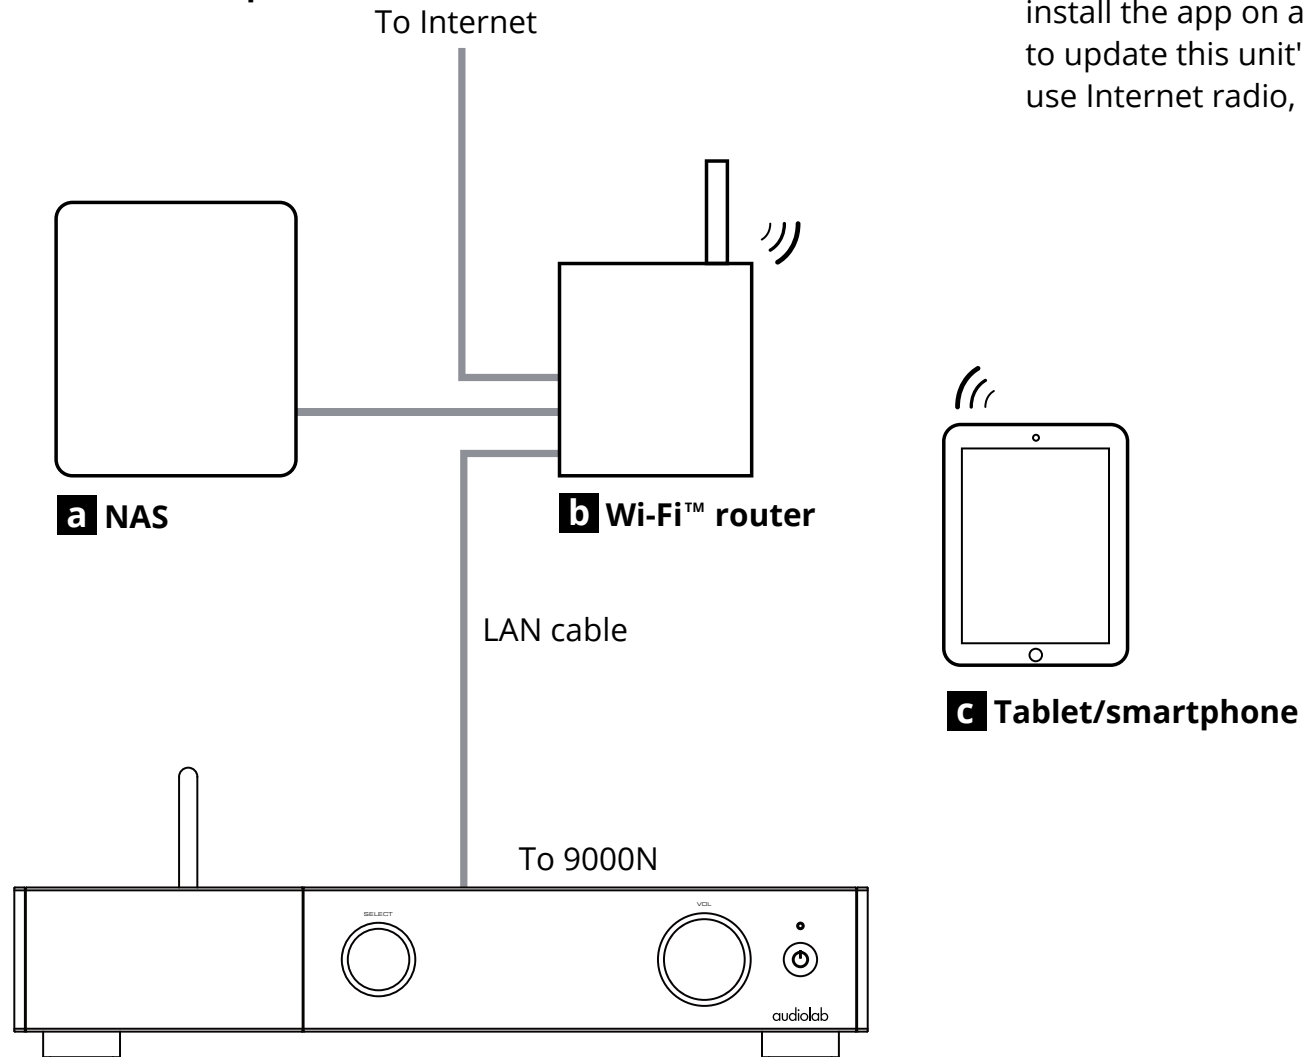 To Internet
install the app on a
to update this unit'
use Internet radio,
a NAS
b Wi-Fi™ router
LAN cable
c Tablet/smartphone
To 9000N
SELECT
VOL
audiolab